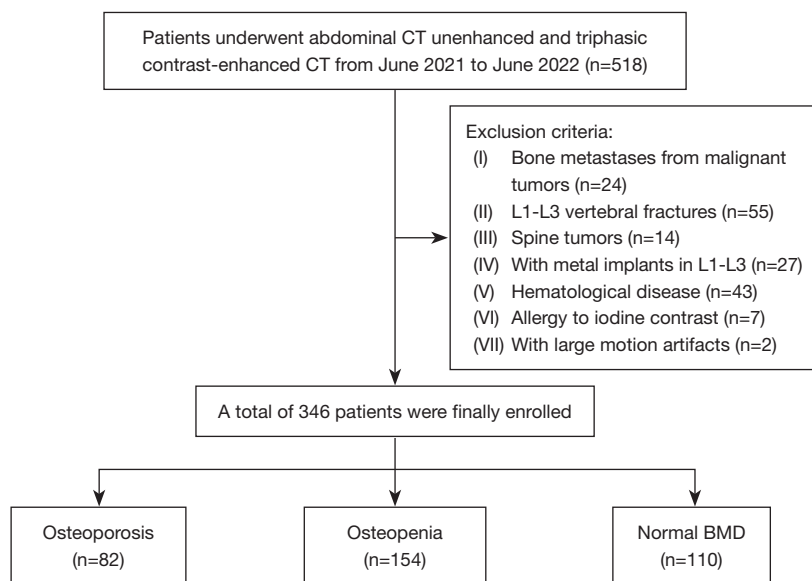 Patients underwent abdominal CT unenhanced and triphasic
contrast-enhanced CT from June 2021 to June 2022 (n=518)
Exclusion criteria:
(I) Bone metastases from malignant
tumors (n=24)
(II) L1-L3 vertebral fractures (n=55)
(III) Spine tumors (n=14)
(IV) With metal implants in L1-L3 (n=27)
(V) Hematological disease (n=43)
(VI) Allergy to iodine contrast (n=7)
(VII) With large motion artifacts (n=2)
A total of 346 patients were finally enrolled
Osteoporosis
(n=82)
Osteopenia
(n=154)
Normal BMD
(n=110)